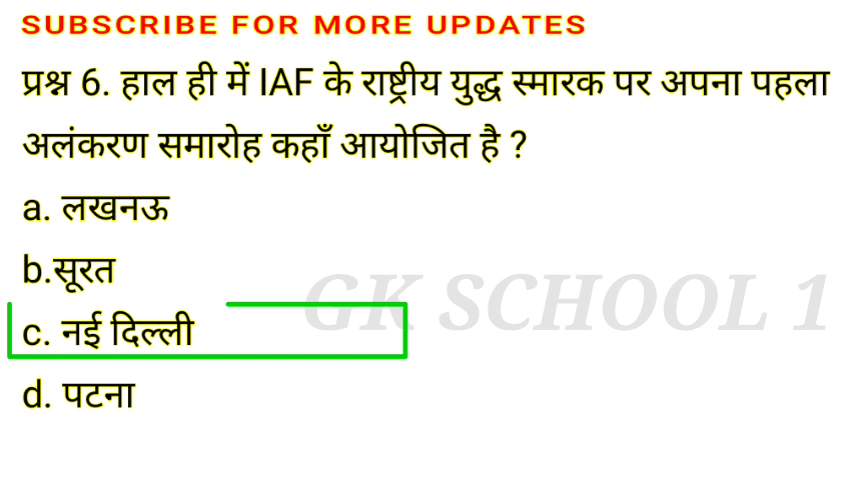 SUBSCRIBE FOR MORE UPDATES
प्रश्न 6. हाल ही में IAF के राष्ट्रीय युद्ध स्मारक पर अपना पहला
अलंकरण समारोह कहाँ आयोजित है ?
a. लखनऊ
b.सूरत
c. नई दिल्ली
d. पटना
GK SCHOOL 1